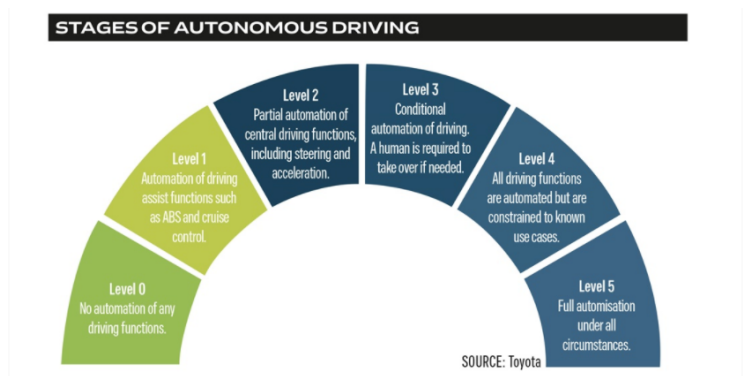 STAGES OF AUTONOMOUS DRIVING
Level 0
No automation of any
driving functions.
Level 1
Automation of driving
assist functions such
as ABS and cruise
control.
Level 2
Partial automation of
central driving functions,
including steering and
acceleration.
Level 3
Conditional
automation of driving.
A human is required to
take over if needed.
Level 4
All driving functions
are automated but are
constrained to known
use cases.
Level 5
Full automisation
under all
circumstances.
SOURCE: Toyota